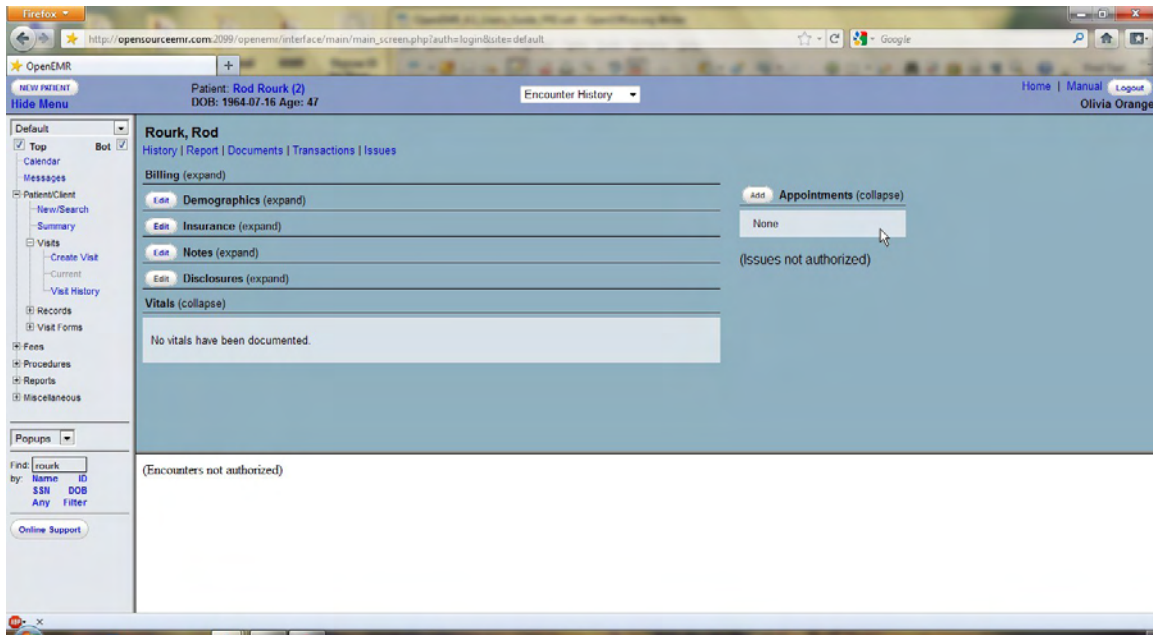 Firefox
http://opensourceemr.com:2099/openemr/interface/main/main_screen.php?auth=login&site=default
Google
OpenEMR
NEW PATIENT
Hide Menu
Patient: Rod Rourk (2)
DOB: 1964-07-16 Age: 47
Encounter History
Home | Manual Logout
Olivia Orange
Default
Top Bot
Calendar
Messages
Patient/Client
New/Search
Summary
Visits
Create Visit
Current
Visit History
Records
Visit Forms
Fees
Procedures
Reports
Miscellaneous
Popups
Find: rourk
by: Name ID
SSN DOB
Any Filter
Online Support
Rourk, Rod
History | Report | Documents | Transactions | Issues
Billing (expand)
Edit Demographics (expand)
Edit Insurance (expand)
Edit Notes (expand)
Edit Disclosures (expand)
Vitals (collapse)
No vitals have been documented.
Add Appointments (collapse)
None
(Issues not authorized)
(Encounters not authorized)